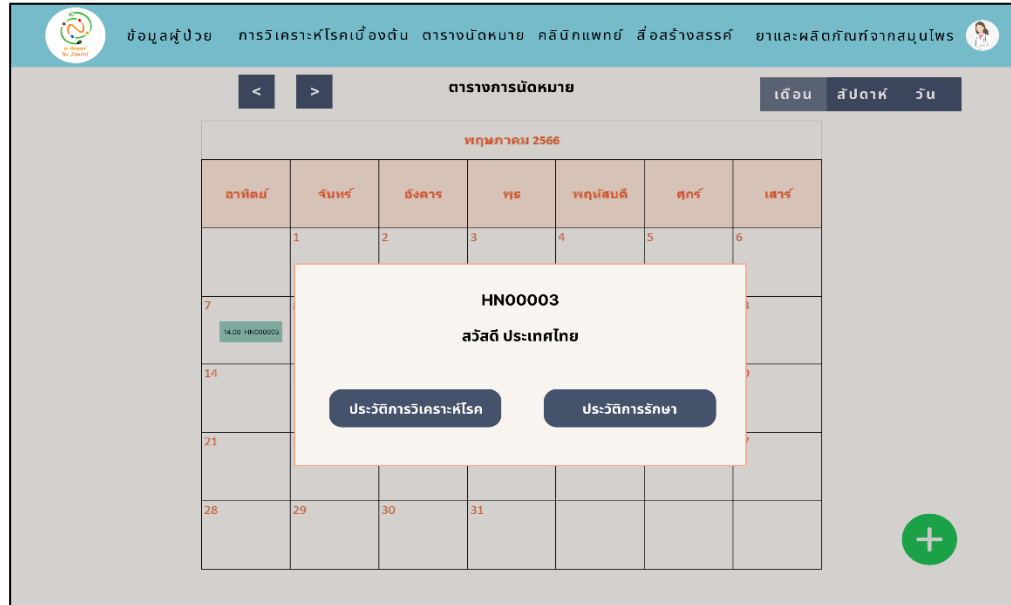 ข้อมูลผู้ป่วย การวิเคราะห์โรคเบื้องต้น ตารางนัดหมาย คลินิกแพทย์ สื่อสร้างสรรค์ ยาและผลิตภัณฑ์จากสมุนไพร
< > ตารางการนัดหมาย เดือน สัปดาห์ วัน
พฤษภาคม 2566
อาทิตย์ จันทร์ อังคาร พุธ พฤหัสบดี ศุกร์ เสาร์
1 2 3 4 5 6
7
14.00 HN000005
HN00003
สวัสดี ประเทศไทย
14
ประวัติการวิเคราะห์โรค ประวัติการรักษา
21
28 29 30 31